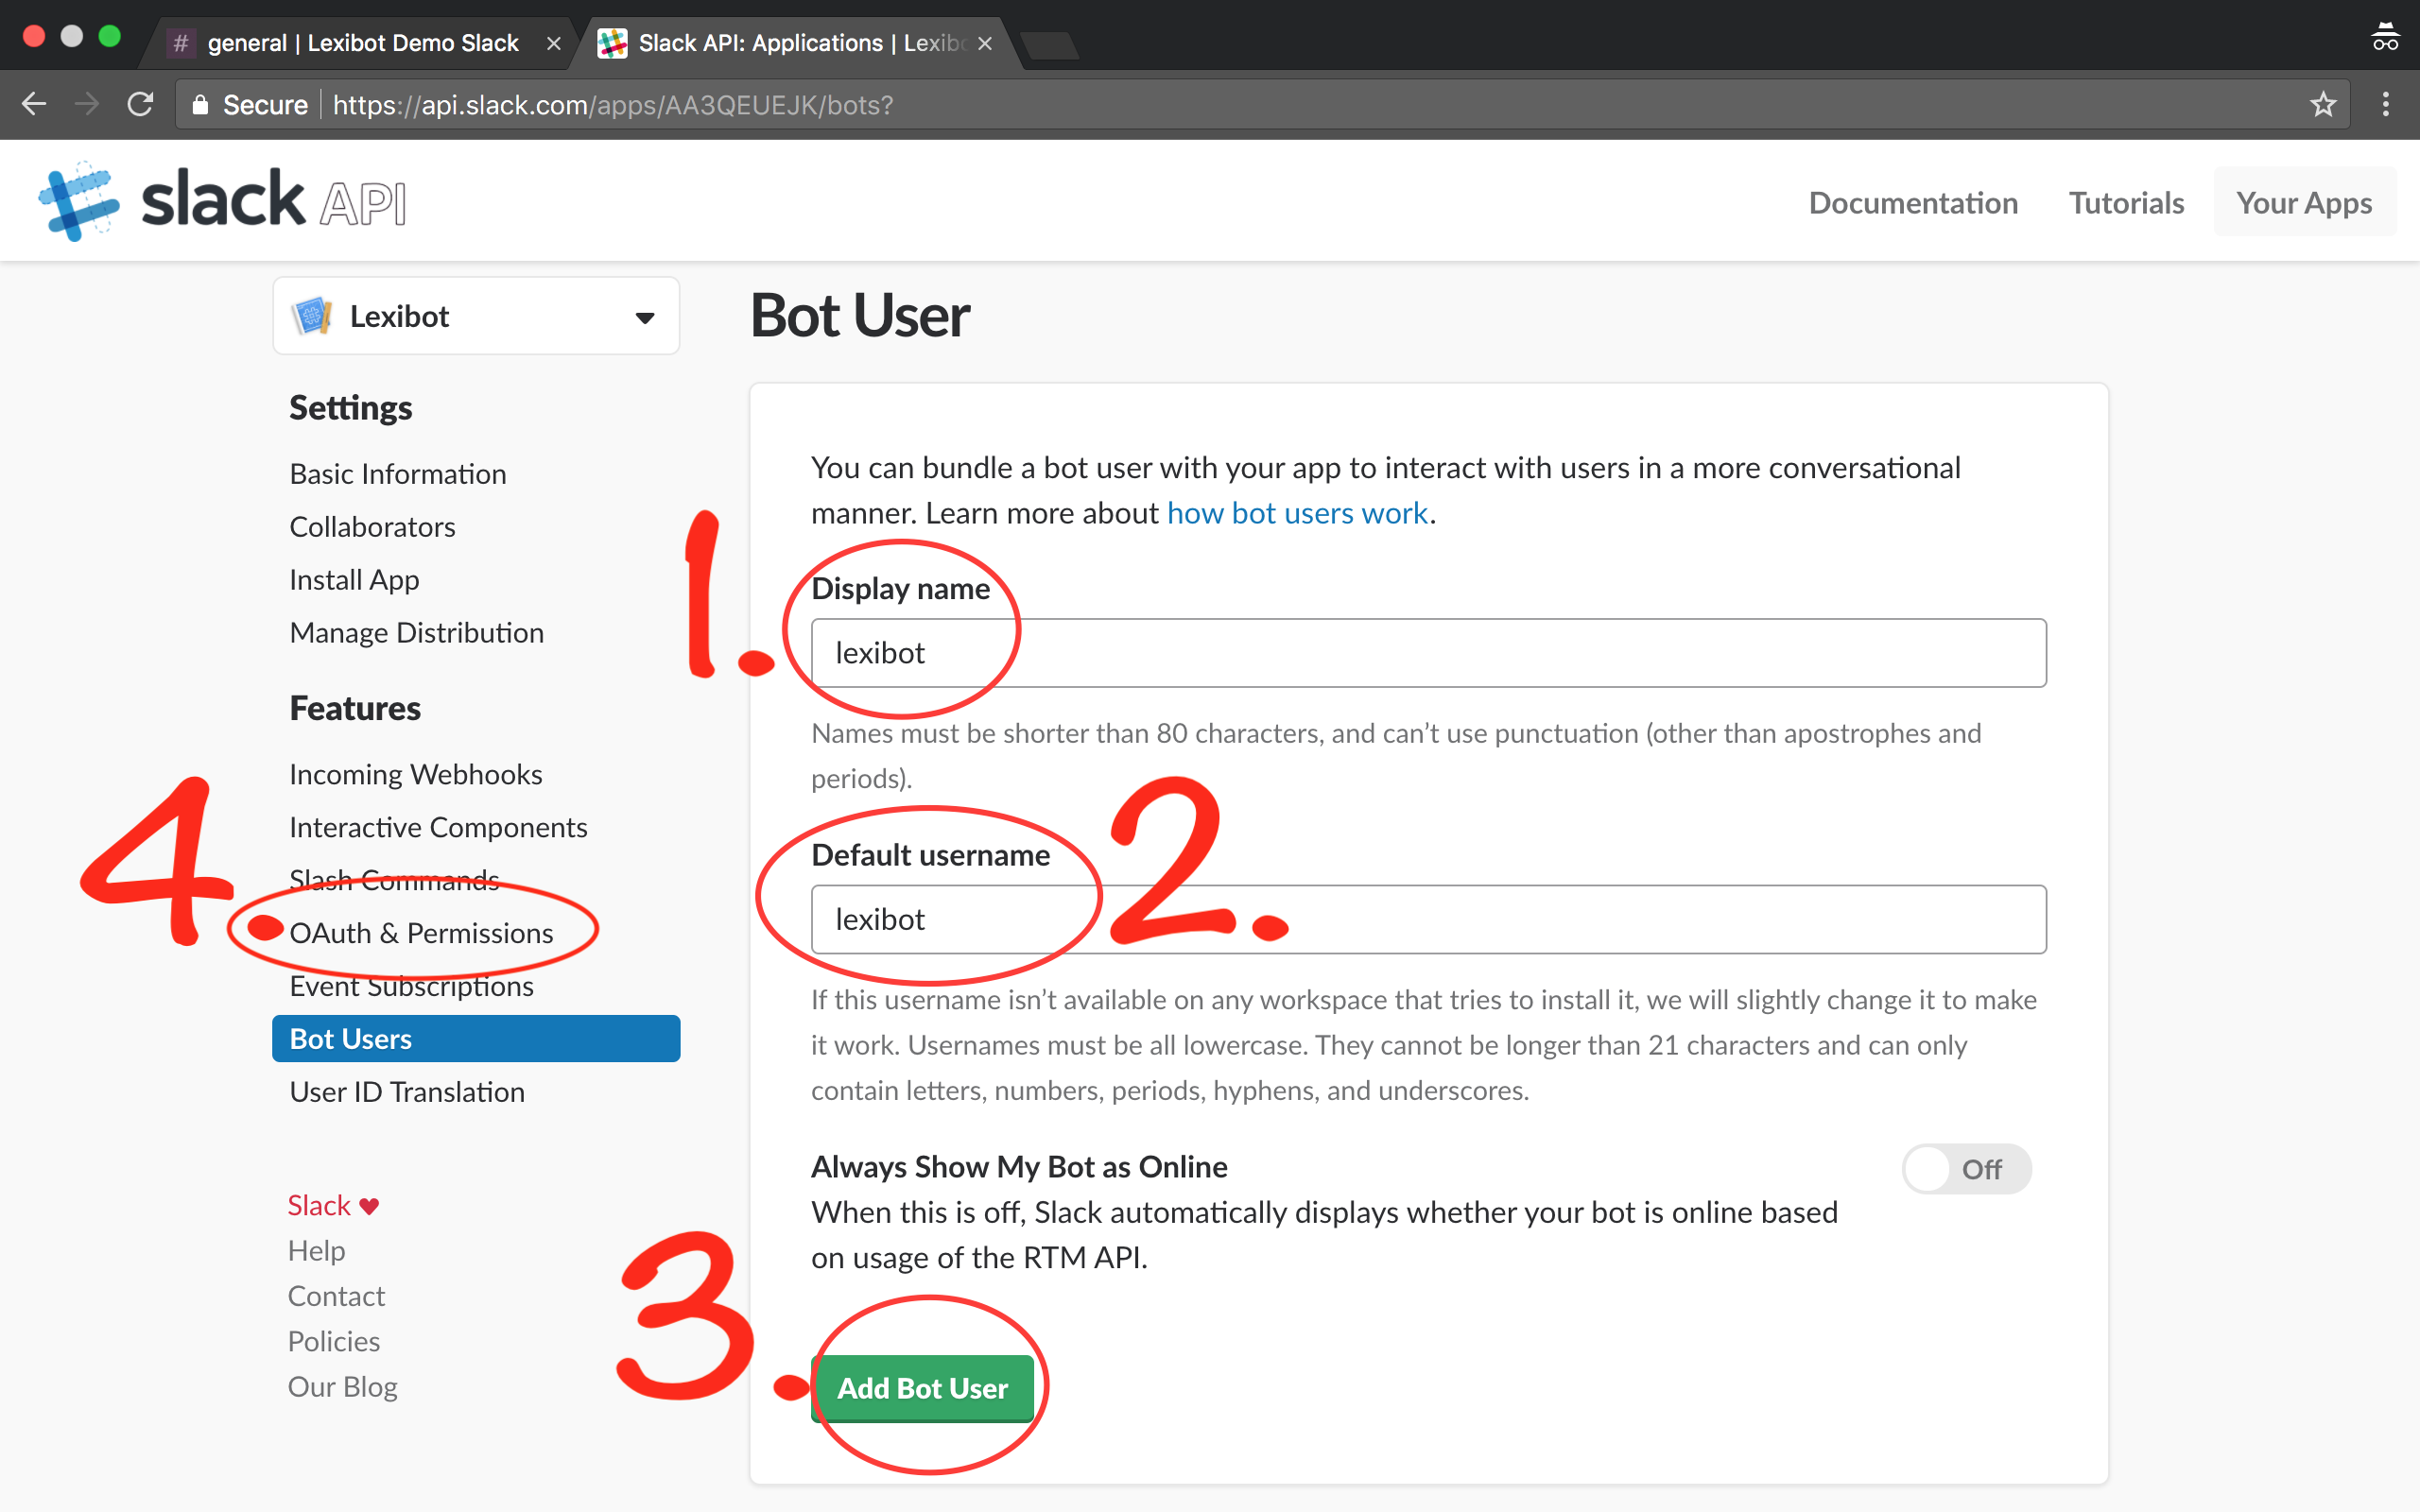 general | Lexibot Demo Slack
Slack API: Applications | Lexibo
Secure https://api.slack.com/apps/AA3QEUEJK/bots?
slack API
Documentation Tutorials Your Apps
Lexibot
Settings
Basic Information
Collaborators
Install App
Manage Distribution
Features
Incoming Webhooks
Interactive Components
Slash Commands
OAuth & Permissions
Event Subscriptions
Bot Users
User ID Translation
Slack ♥
Help
Contact
Policies
Our Blog
Bot User
You can bundle a bot user with your app to interact with users in a more conversational
manner. Learn more about how bot users work.
1.
Display name
lexibot
Names must be shorter than 80 characters, and can’t use punctuation (other than apostrophes and
periods).
2.
Default username
lexibot
If this username isn’t available on any workspace that tries to install it, we will slightly change it to make
it work. Usernames must be all lowercase. They cannot be longer than 21 characters and can only
contain letters, numbers, periods, hyphens, and underscores.
Always Show My Bot as Online
Off
When this is off, Slack automatically displays whether your bot is online based
on usage of the RTM API.
3.
Add Bot User
4.